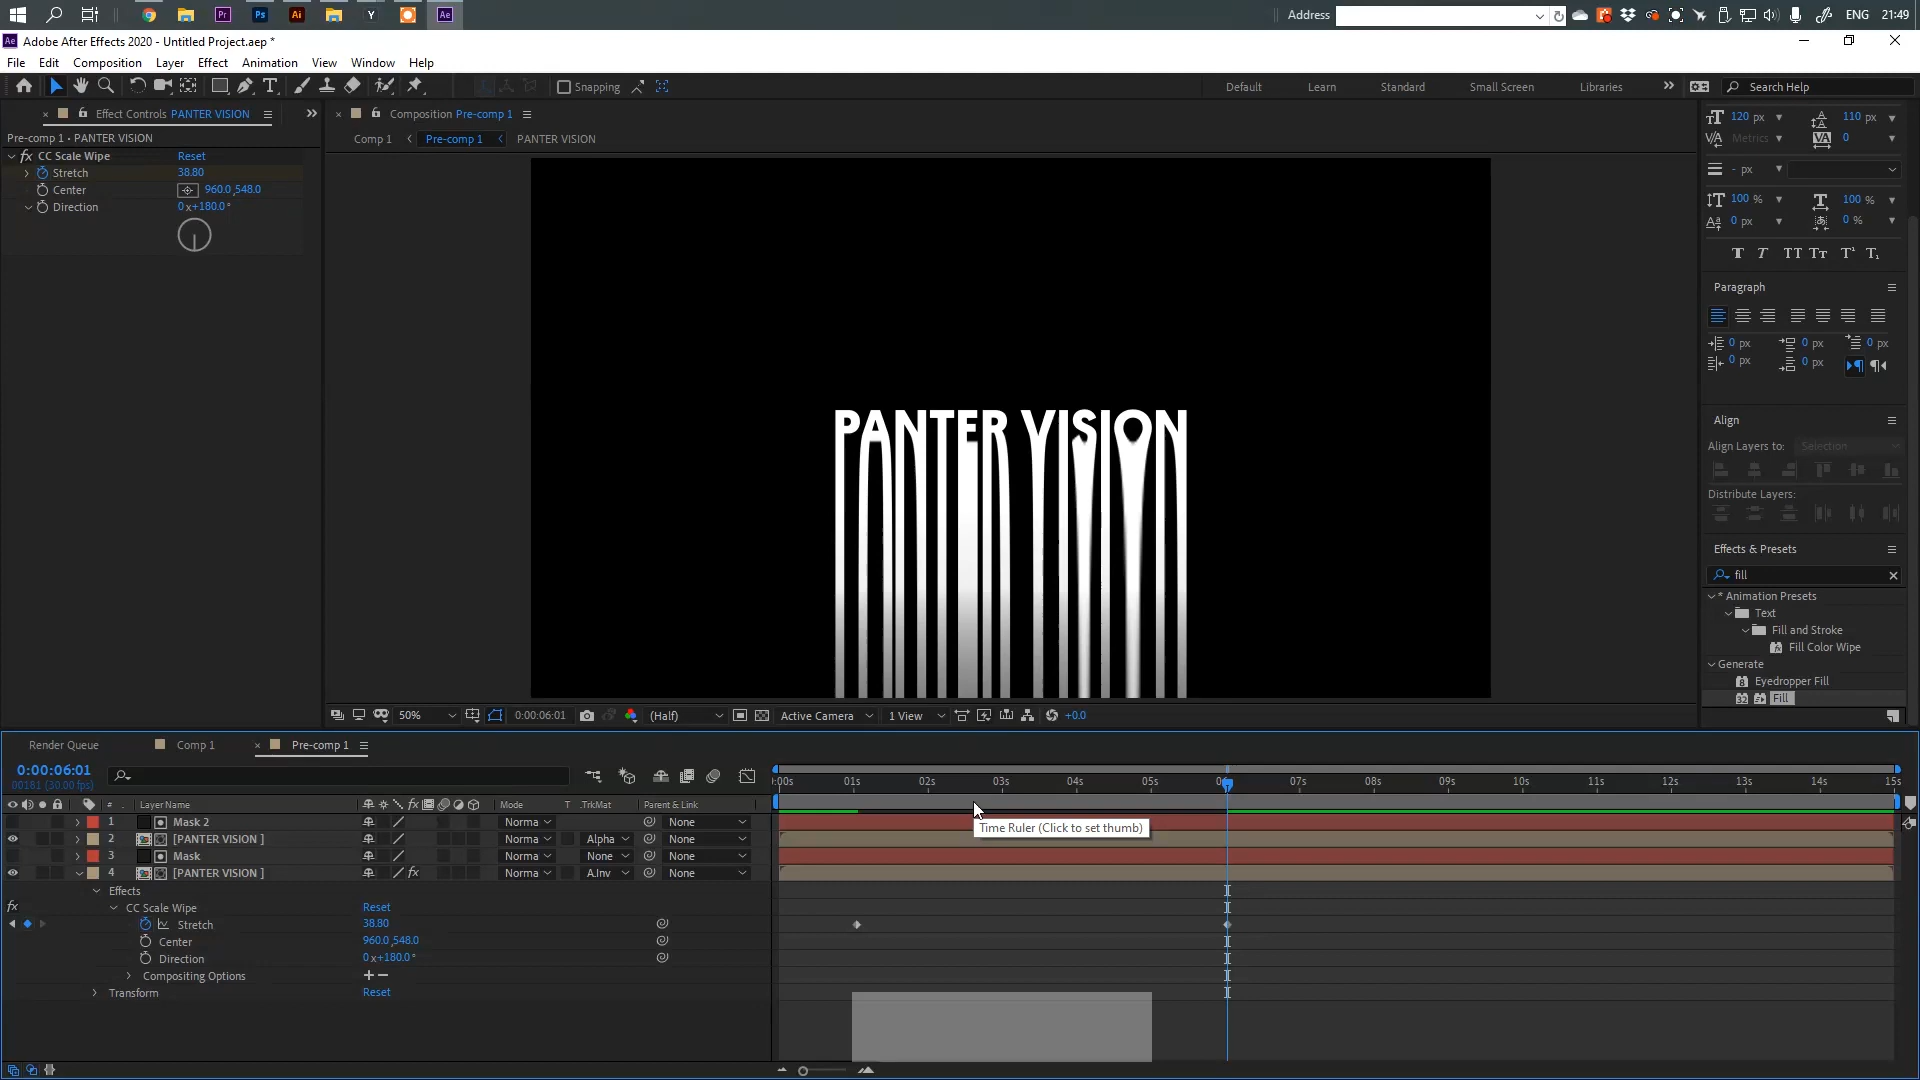 Address
ENG 21:49
Adobe After Effects 2020 - Untitled Project.aep *
File Edit Composition Layer Effect Animation View Window Help
Snapping
Default Learn Standard Small Screen Libraries
Search Help
Effect Controls PANTER VISION
Pre-comp 1 • PANTER VISION
fx CC Scale Wipe Reset
Stretch 38.80
Center 960.0,548.0
Direction 0x+180.0°
Composition Pre-comp 1
Comp 1 Pre-comp 1 PANTER VISION
PANTER VISION
50% 0:00:06:01 (Half) Active Camera 1 View +0.0
120 px 110 px
Metrics 0
- px
100 % 100 %
0 px 0 %
Paragraph
0 px 0 px 0 px
0 px 0 px
Align
Align Layers to: Selection
Distribute Layers:
Effects & Presets
fill
* Animation Presets
Text
Fill and Stroke
Fill Color Wipe
Generate
Eyedropper Fill
Fill
Render Queue Comp 1 Pre-comp 1
0:00:06:01
00181 (30.00 fps)
:00s 01s 02s 03s 04s 05s 06s 07s 08s 09s 10s 11s 12s 13s 14s 15s
# Layer Name Mode T .TrkMat Parent & Link
1 Mask 2 Norma None
2 [PANTER VISION ] Norma Alpha None
3 Mask Norma None None
4 [PANTER VISION ] fx Norma A.Inv None
Time Ruler (Click to set thumb)
Effects
fx CC Scale Wipe Reset
Stretch 38.80
Center 960.0,548.0
Direction 0x+180.0°
Compositing Options + −
Transform Reset